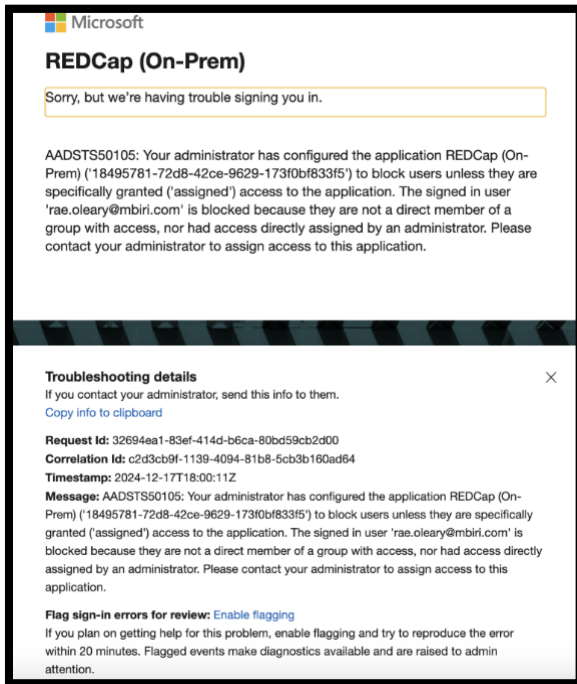 Microsoft
REDCap (On-Prem)
Sorry, but we're having trouble signing you in.
AADSTS50105: Your administrator has configured the application REDCap (On-
Prem) ('18495781-72d8-42ce-9629-173f0bf833f5') to block users unless they are
specifically granted ('assigned') access to the application. The signed in user
'rae.oleary@mbiri.com' is blocked because they are not a direct member of a
group with access, nor had access directly assigned by an administrator. Please
contact your administrator to assign access to this application.
Troubleshooting details
If you contact your administrator, send this info to them.
Copy info to clipboard
Request Id: 32694ea1-83ef-414d-b6ca-80bd59cb2d00
Correlation Id: c2d3cb9f-1139-4094-81b8-5cb3b160ad64
Timestamp: 2024-12-17T18:00:11Z
Message: AADSTS50105: Your administrator has configured the application REDCap (On-
Prem) ('18495781-72d8-42ce-9629-173f0bf833f5') to block users unless they are specifically
granted ('assigned') access to the application. The signed in user 'rae.oleary@mbiri.com' is
blocked because they are not a direct member of a group with access, nor had access directly
assigned by an administrator. Please contact your administrator to assign access to this
application.
Flag sign-in errors for review: Enable flagging
If you plan on getting help for this problem, enable flagging and try to reproduce the error
within 20 minutes. Flagged events make diagnostics available and are raised to admin
attention.